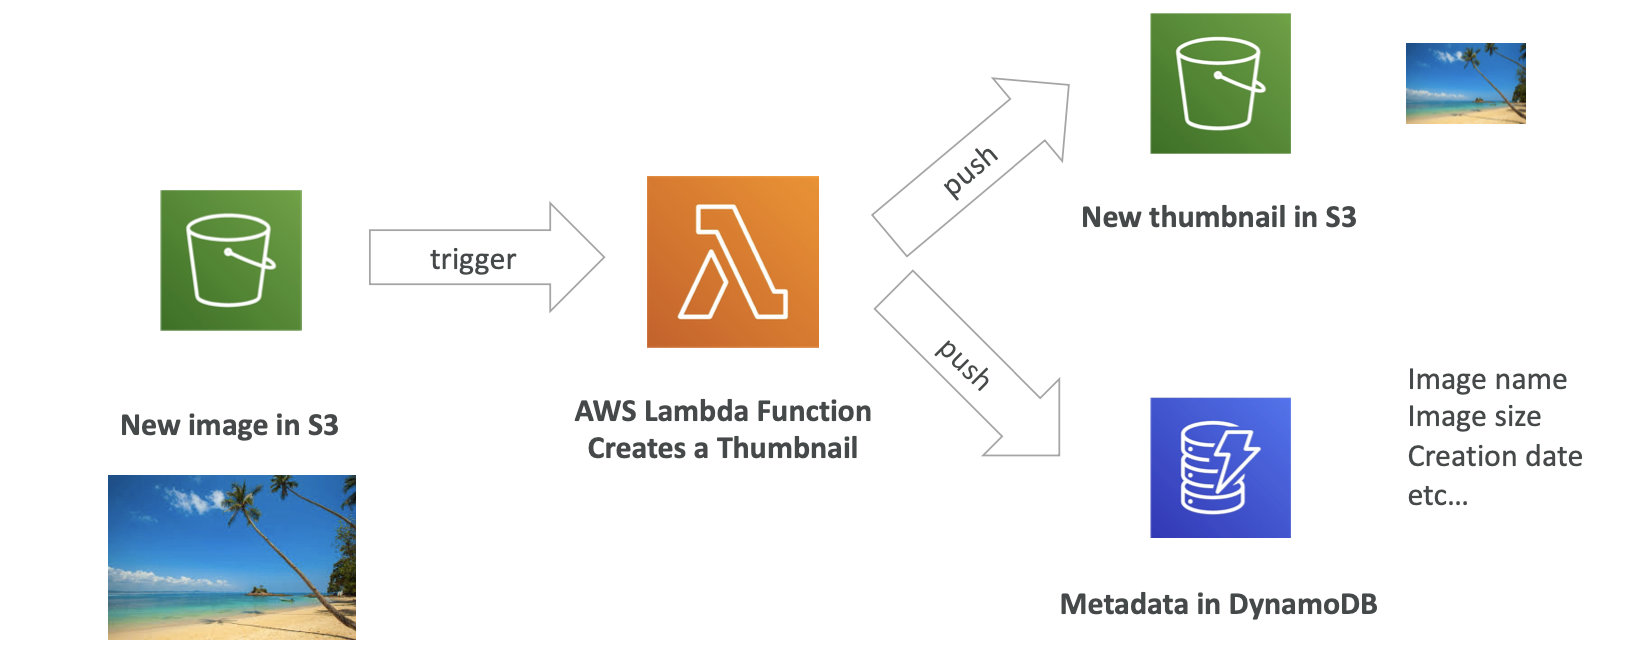 New image in S3
trigger
AWS Lambda Function
Creates a Thumbnail
push
New thumbnail in S3
push
Metadata in DynamoDB
Image name
Image size
Creation date
etc...